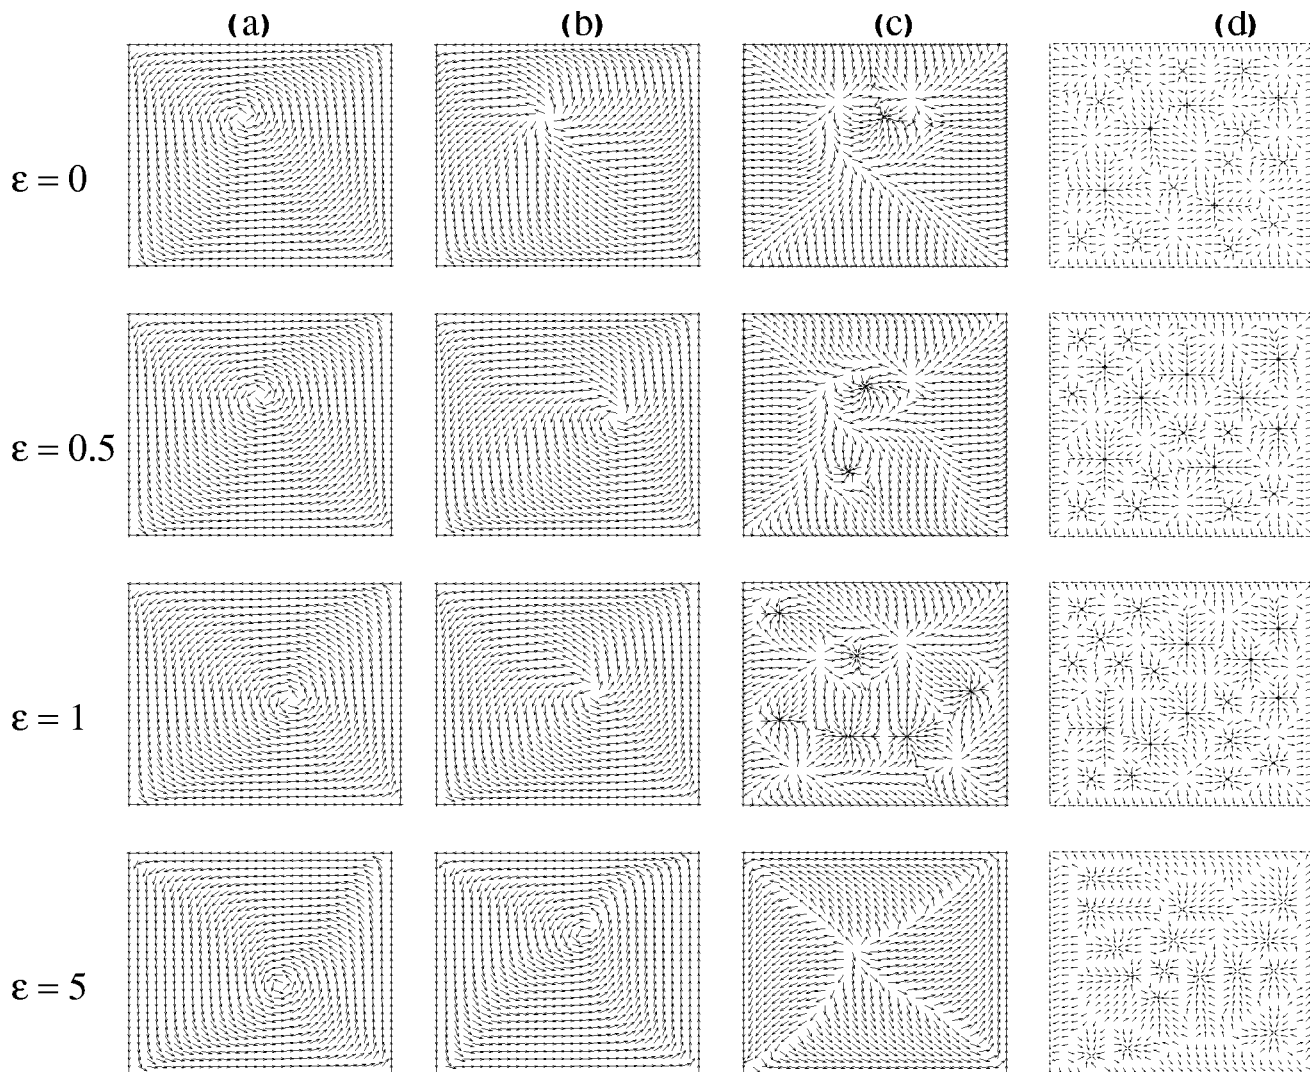 (a) (b) (c) (d)
ε = 0
ε = 0.5
ε = 1
ε = 5